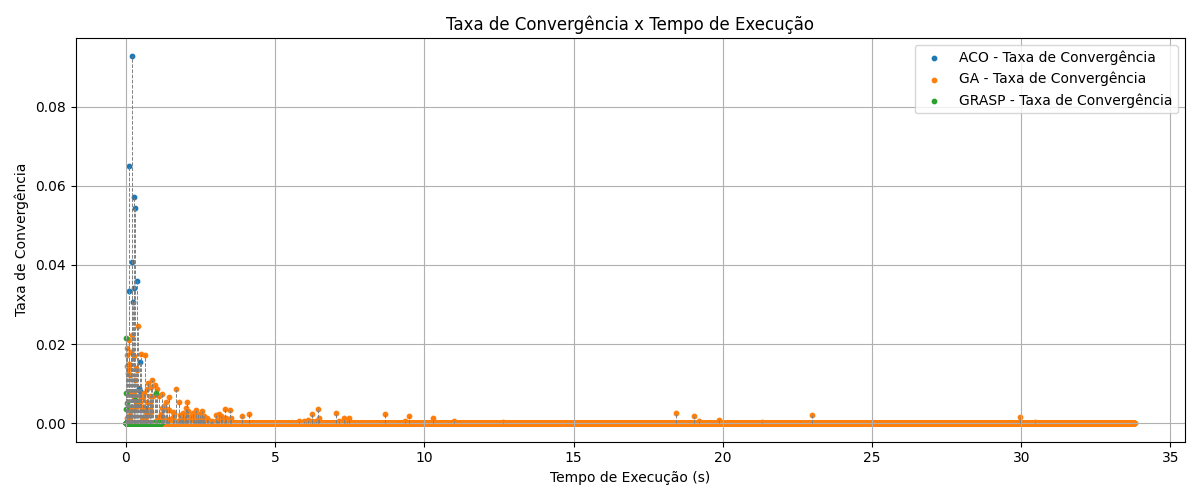 Taxa de Convergência x Tempo de Execução
ACO - Taxa de Convergência
GA - Taxa de Convergência
GRASP - Taxa de Convergência
Taxa de Convergência
0.08
0.06
0.04
0.02
0.00
0 5 10 15 20 25 30 35
Tempo de Execução (s)